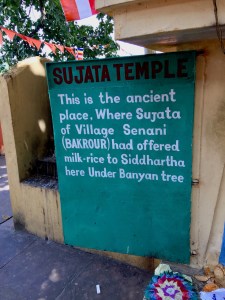 SUJATA TEMPLE
This is the ancient
place. Where Sujata
of Village Senani
(BAKROUR) had offered
milk-rice to Siddhartha
here Under Banyan tree